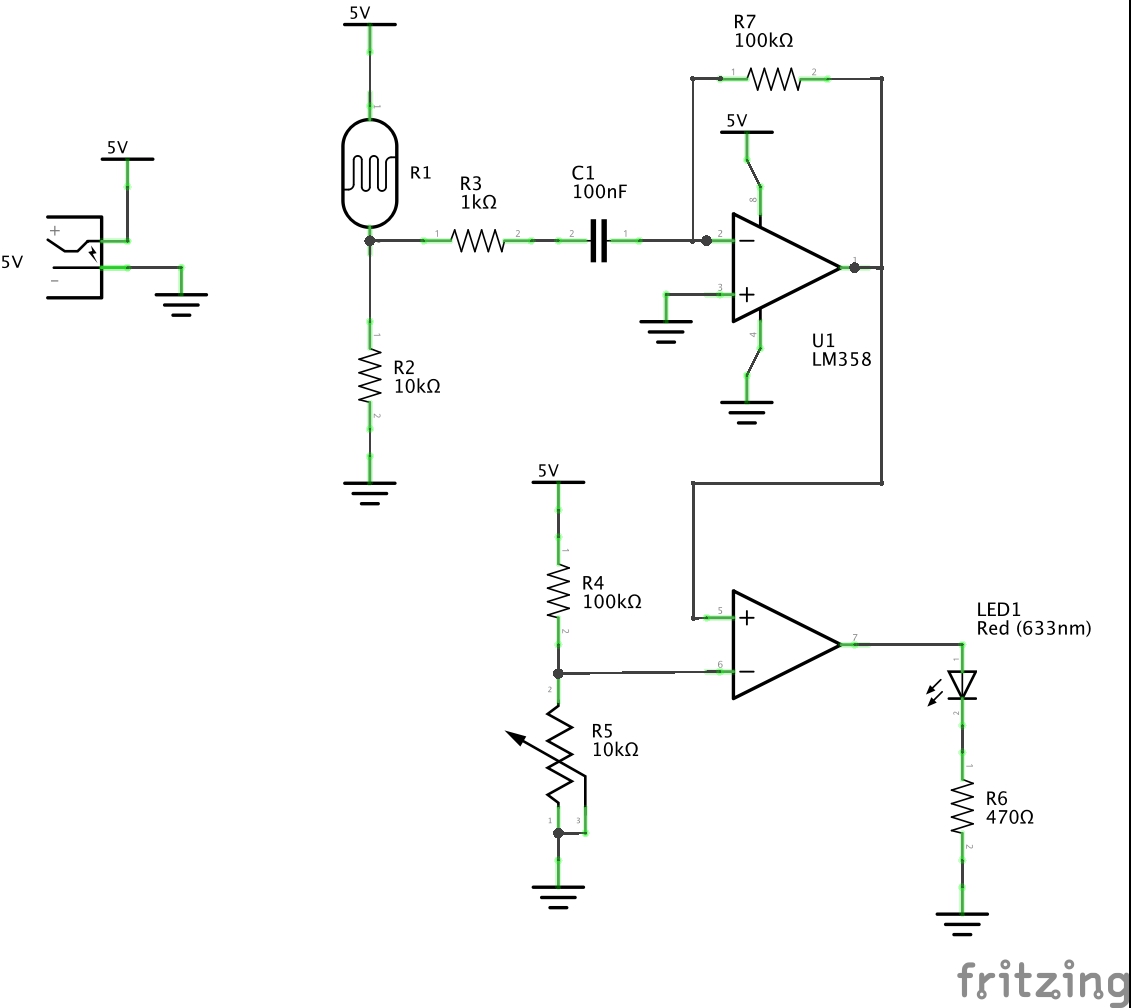 5V
R7
100kΩ
1
2
5V
5V
1
8
R1
R3
1kΩ
1
2
C1
100nF
2
1
2
−
1
+
−
5V
3
+
4
U1
LM358
1
R2
10kΩ
2
5V
1
R4
100kΩ
2
5
+
LED1
Red (633nm)
7
1
6
−
2
2
R5
10kΩ
1
R6
470Ω
1
3
2
fritzing